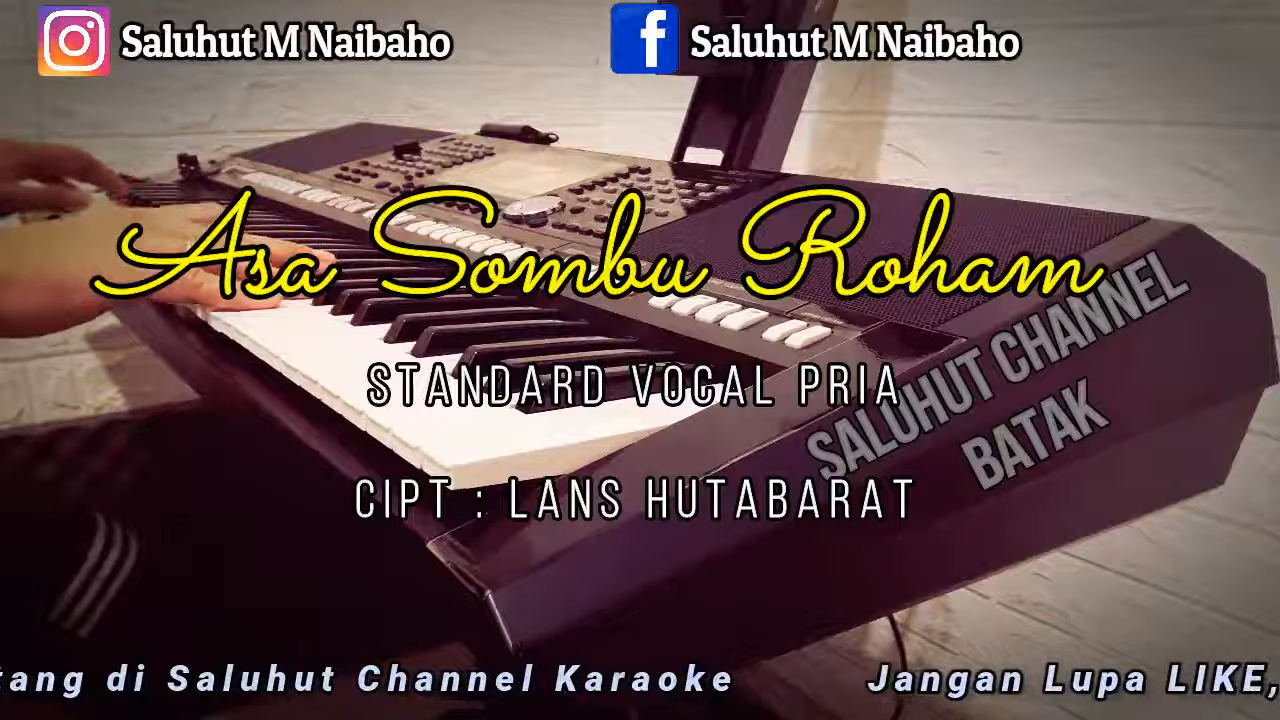 Saluhut M Naibaho
Saluhut M Naibaho
Asa Sombu Roham
STANDARD VOCAL PRIA
SALUHUT CHANNEL
BATAK
CIPT : LANS HUTABARAT
di Saluhut Channel Karaoke
Jangan Lupa LIKE,